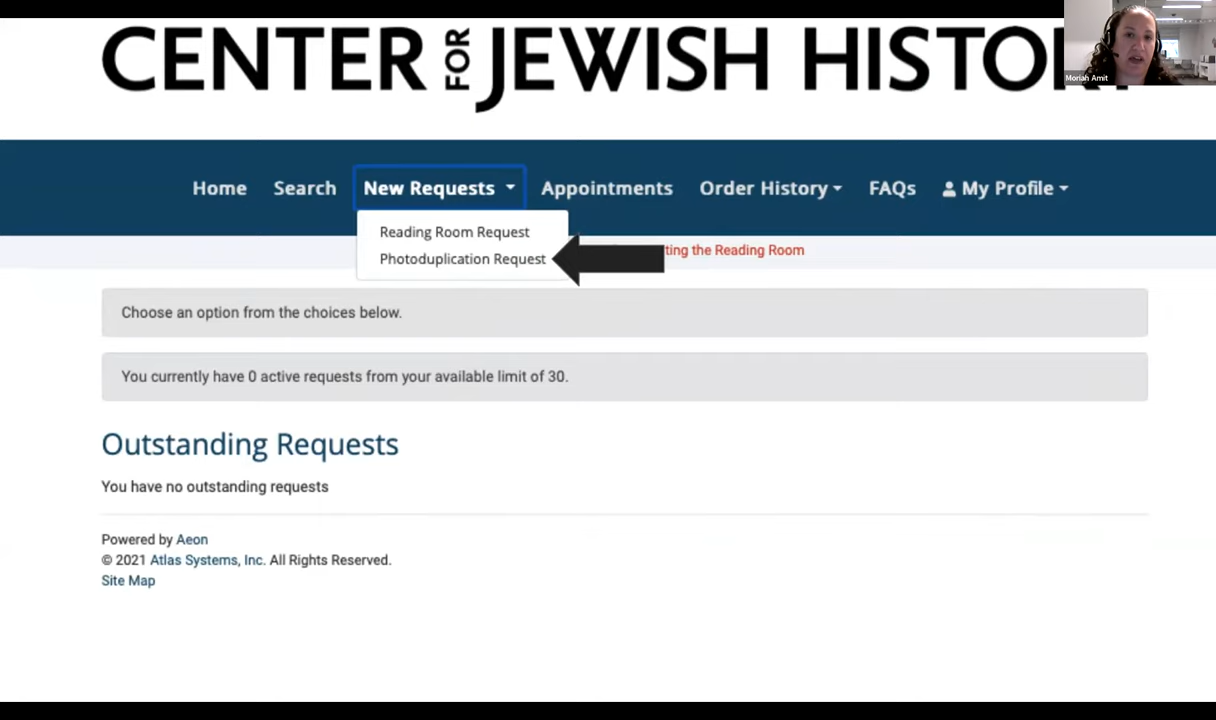 CENTER FOR JEWISH HISTO
Moriah Amit
Home Search New Requests Appointments Order History FAQs My Profile
Reading Room Request
Photoduplication Request
ting the Reading Room
Choose an option from the choices below.
You currently have 0 active requests from your available limit of 30.
Outstanding Requests
You have no outstanding requests
Powered by Aeon
© 2021 Atlas Systems, Inc. All Rights Reserved.
Site Map